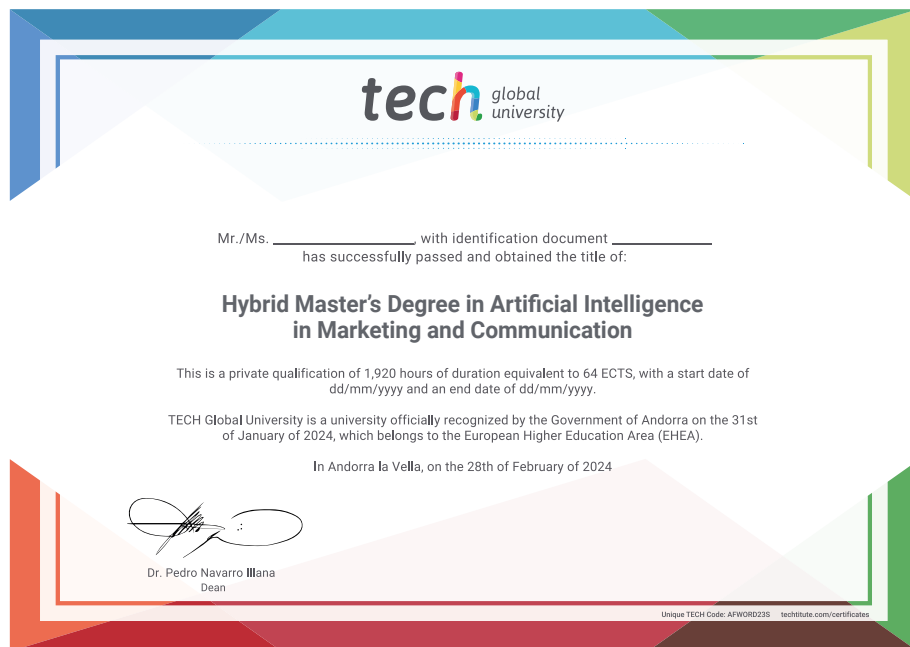 tech global university
Mr./Ms. ________________, with identification document ____________
has successfully passed and obtained the title of:
Hybrid Master's Degree in Artificial Intelligence
in Marketing and Communication
This is a private qualification of 1,920 hours of duration equivalent to 64 ECTS, with a start date of
dd/mm/yyyy and an end date of dd/mm/yyyy.
TECH Global University is a university officially recognized by the Government of Andorra on the 31st
of January of 2024, which belongs to the European Higher Education Area (EHEA).
In Andorra la Vella, on the 28th of February of 2024
Dr. Pedro Navarro Illana
Dean
Unique TECH Code: AFWORD23S techtitute.com/certificates